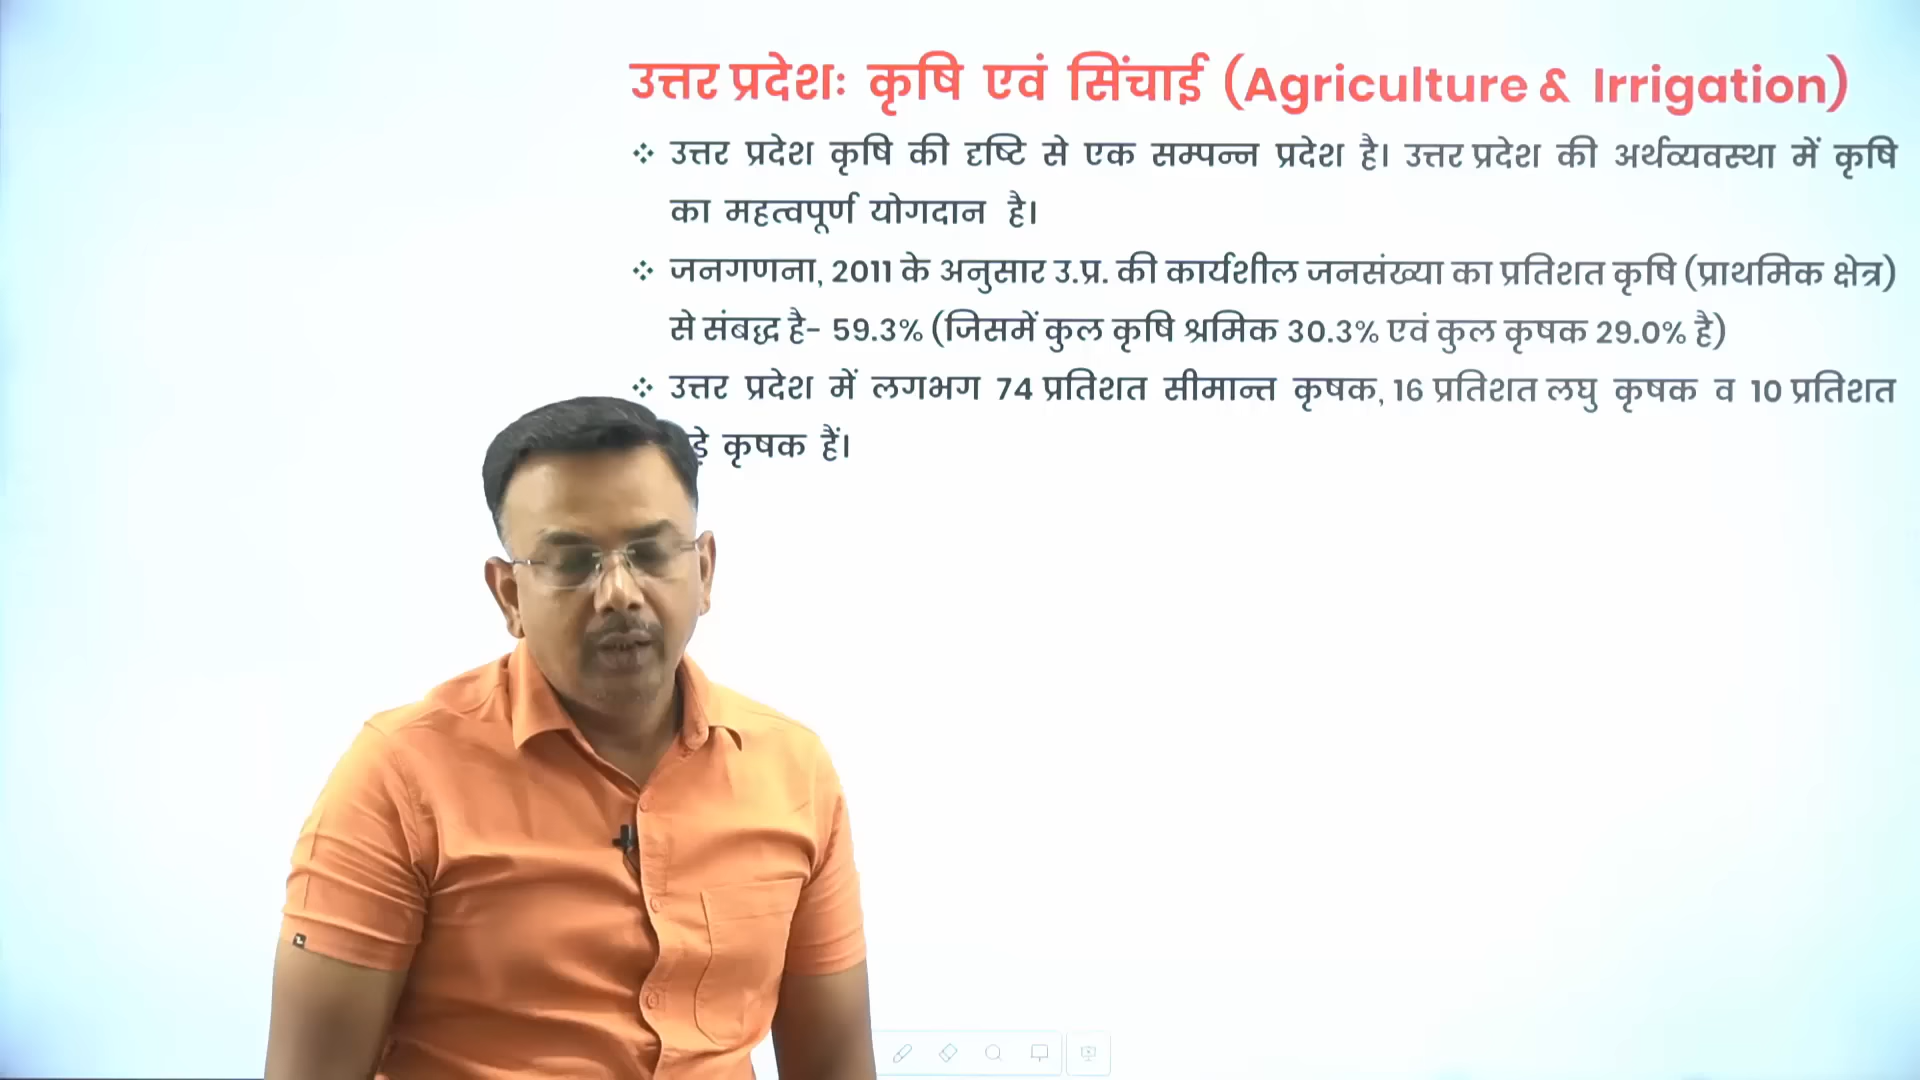 उत्तर प्रदेशः कृषि एवं सिंचाई (Agriculture & Irrigation)
उत्तर प्रदेश कृषि की दृष्टि से एक सम्पन्न प्रदेश है। उत्तर प्रदेश की अर्थव्यवस्था में कृषि
का महत्वपूर्ण योगदान है।
जनगणना, 2011 के अनुसार उ.प्र. की कार्यशील जनसंख्या का प्रतिशत कृषि (प्राथमिक क्षेत्र)
से संबद्ध है- 59.3% (जिसमें कुल कृषि श्रमिक 30.3% एवं कुल कृषक 29.0% है)
उत्तर प्रदेश में लगभग 74 प्रतिशत सीमान्त कृषक, 16 प्रतिशत लघु कृषक व 10 प्रतिशत
कृषक हैं।